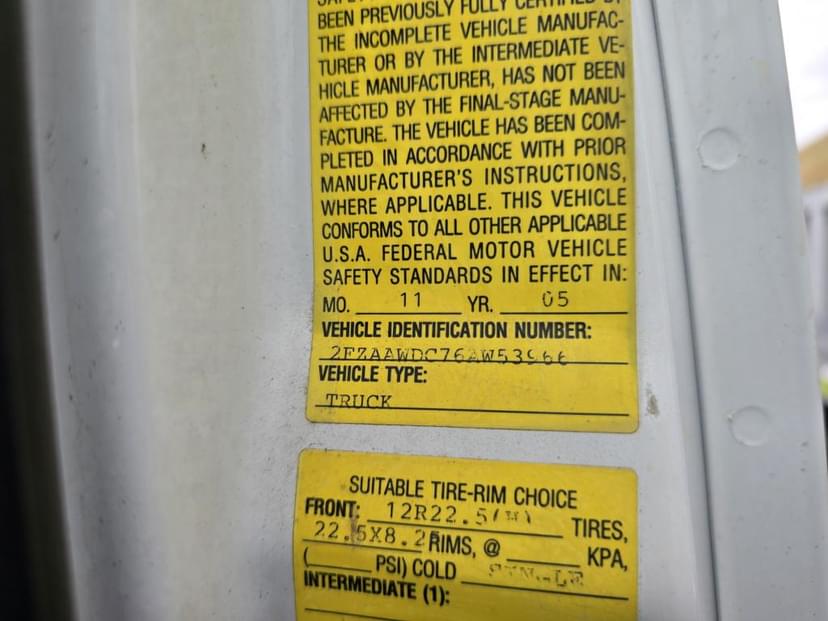 BEEN PREVIOUSLY FULLY CERTIFIED BY
THE INCOMPLETE VEHICLE MANUFAC-
TURER OR BY THE INTERMEDIATE VE-
HICLE MANUFACTURER, HAS NOT BEEN
AFFECTED BY THE FINAL-STAGE MANU-
FACTURE. THE VEHICLE HAS BEEN COM-
PLETED IN ACCORDANCE WITH PRIOR
MANUFACTURER'S INSTRUCTIONS,
WHERE APPLICABLE. THIS VEHICLE
CONFORMS TO ALL OTHER APPLICABLE
U.S.A. FEDERAL MOTOR VEHICLE
SAFETY STANDARDS IN EFFECT IN:
MO. 11 YR. 05
VEHICLE IDENTIFICATION NUMBER:
2FZAAWDC76AW53966
VEHICLE TYPE:
TRUCK
SUITABLE TIRE-RIM CHOICE
FRONT: 12R22.5(H) TIRES,
22.5X8.25 RIMS, @ KPA,
( PSI) COLD
INTERMEDIATE (1):